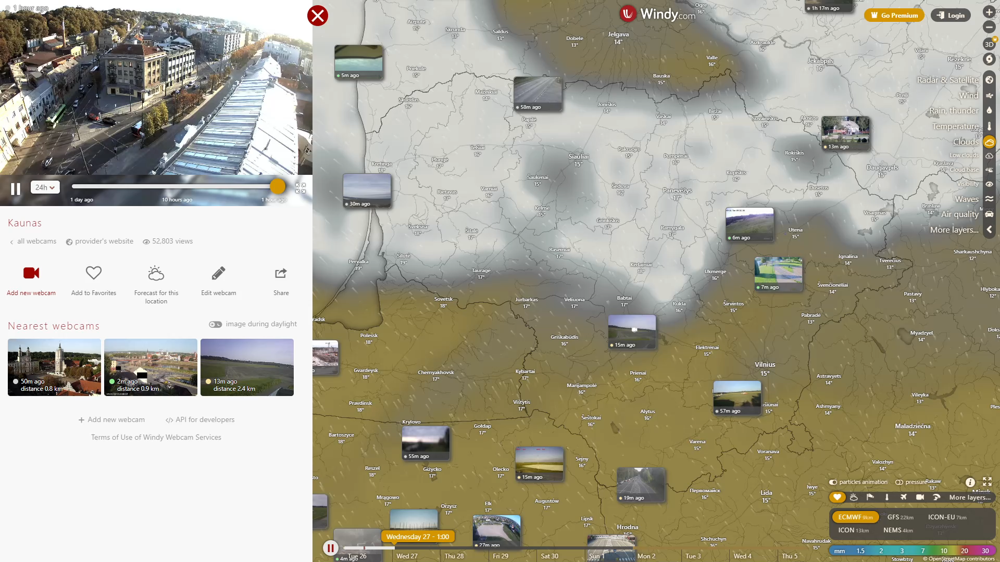 1 hour ago
24h
1 day ago
10 hours ago
1 hour ago
Kaunas
all webcams
provider's website
52,803 views
Add new webcam
Add to Favorites
Forecast for this location
Edit webcam
Share
Nearest webcams
image during daylight
50m ago
distance 0.8 km
2m ago
distance 0.9 km
13m ago
distance 2.4 km
Add new webcam
</> API for developers
Terms of Use of Windy Webcam Services
Windy.com
Go Premium
Login
3D
Radar & Satellite
Wind
Rain, thunder
Temperature
Clouds
Low clouds
Cloud base
Visibility
Waves
Air quality
More layers...
1h 17m ago
Ogre
16°
Aizpute
15°
Skrunda
13°
Saldus
13°
Dobele
13°
Jelgava
14°
Aizkraukle
16°
Viļāni
15°
Rēzekne
15°
Valle
16°
Jēkabpils
16°
5m ago
Priekule
15°
Bauska
15°
Mažeikiai
14°
58m ago
Skuodas
16°
Joniškis
14°
Preiļi
15°
Biržai
15°
Vaškai
14°
Suvainiškis
15°
Akniste
16°
Papilė
15°
13m ago
Telšiai
16°
Pakruojis
15°
Pumpėnai
16°
Rokiškis
15°
Šiauliai
15°
Plungė
17°
Kretinga
18°
Krāslava
14°
Daugavpils
15°
Kupiškis
16°
Šaukėnai
15°
Šeduva
16°
Panevėžys
17°
Dusetos
15°
Varniai
16°
Rietavas
17°
30m ago
Kelmė
15°
Braslaw
14°
Visaginas
15°
Grinkiškis
17°
Ramygala
17°
Švėkšna
18°
Šilalė
17°
Utena
15°
6m ago
Raseiniai
17°
Sharkaushchyna
12°
Šilutė
19°
Pervalka
19°
Ignalina
14°
Tverečius
13°
Kėdainiai
18°
Tauragė
17°
Ukmergė
16°
7m ago
Švenčionėliai
14°
Hlyboka
12°
Pastavy
13°
Sovetsk
18°
Jurbarkas
17°
Veliuona
17°
Babtai
17°
Rukla
16°
Širvintos
15°
Pabradė
13°
radsk
Polessk
18°
Griškabūdis
16°
15m ago
Elektrėnai
15°
Myadzyel
14°
Doks
Vilnius
15°
Gvardeysk
18°
Chernyakhovsk
17°
Kybartai
17°
Prienai
16°
Astravyets
14°
Marijampolė
16°
Vileyka
13°
Pravdinsk
18°
Vištytis
17°
57m ago
15°
Ashmyany
14°
Alytus
16°
Šeštokai
16°
Krylovo
Gołdap
17°
Bartoszyce
18°
Maladziečna
14°
55m ago
Varėna
15°
Voranava
15°
Sejny
16°
Valozhyn
14°
Reszel
18°
Giżycko
17°
Olecko
17°
15m ago
Первомайск
16°
Iwye
15°
Lida
15°
Rakaw
13°
19m ago
Mrągowo
17°
Orzysz
17°
Ełk
17°
Augustów
17°
Lipsk
17°
Hrodna
16°
27m ago
Shchuchyn
16°
Navahrudak
15°
4m ago
particles animation
pressure
More layers...
ECMWF 9km
GFS 22km
ICON-EU 7km
ICON 13km
NEMS 4km
Dzyarzhynsk
13°
mm 1.5 2 3 7 10 20 30
Stowbtsy
© OpenStreetMap contributors
Wednesday 27 - 1:00
Tue 26
Wed 27
Thu 28
Fri 29
Sat 30
Sun 1
Mon 2
Tue 3
Wed 4
Thu 5